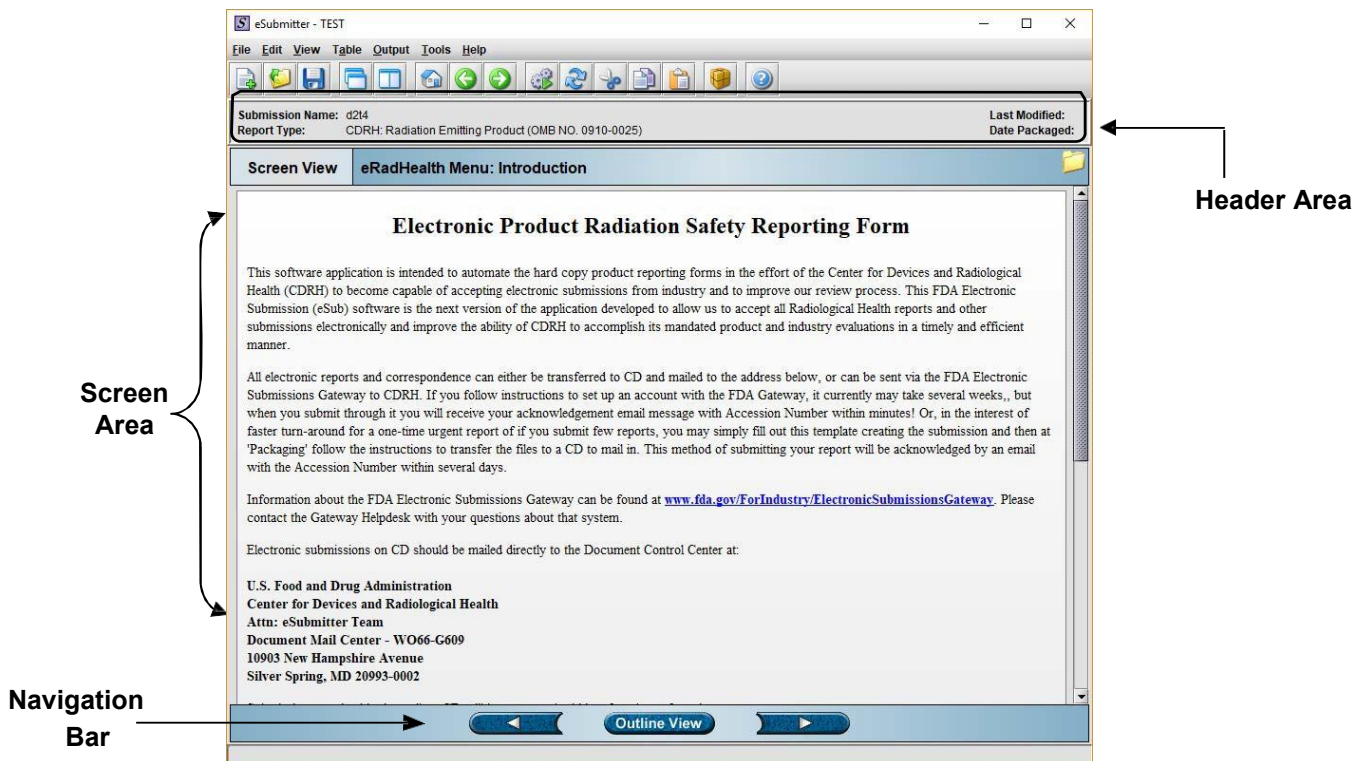 eSubmitter - TEST
File Edit View Table Output Tools Help
Submission Name: d2t4
Last Modified:
Report Type: CDRH: Radiation Emitting Product (OMB NO. 0910-0025)
Date Packaged:
Header Area
Screen View eRadHealth Menu: Introduction
Electronic Product Radiation Safety Reporting Form
This software application is intended to automate the hard copy product reporting forms in the effort of the Center for Devices and Radiological
Health (CDRH) to become capable of accepting electronic submissions from industry and to improve our review process. This FDA Electronic
Submission (eSub) software is the next version of the application developed to allow us to accept all Radiological Health reports and other
submissions electronically and improve the ability of CDRH to accomplish its mandated product and industry evaluations in a timely and efficient
manner.
All electronic reports and correspondence can either be transferred to CD and mailed to the address below, or can be sent via the FDA Electronic
Submissions Gateway to CDRH. If you follow instructions to set up an account with the FDA Gateway, it currently may take several weeks,, but
when you submit through it you will receive your acknowledgement email message with Accession Number within minutes! Or, in the interest of
faster turn-around for a one-time urgent report of if you submit few reports, you may simply fill out this template creating the submission and then at
'Packaging' follow the instructions to transfer the files to a CD to mail in. This method of submitting your report will be acknowledged by an email
with the Accession Number within several days.
Information about the FDA Electronic Submissions Gateway can be found at www.fda.gov/ForIndustry/ElectronicSubmissionsGateway. Please
contact the Gateway Helpdesk with your questions about that system.
Electronic submissions on CD should be mailed directly to the Document Control Center at:
U.S. Food and Drug Administration
Center for Devices and Radiological Health
Attn: eSubmitter Team
Document Mail Center - WO66-G609
10903 New Hampshire Avenue
Silver Spring, MD 20993-0002
Screen
Area
Navigation
Bar
Outline View